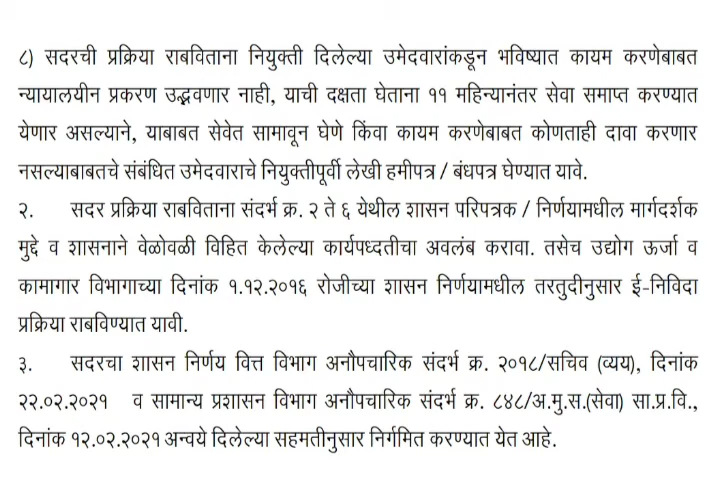 ८) सदरची प्रक्रिया राबविताना नियुक्ती दिलेल्या उमेदवारांकडून भविष्यात कायम करणेबाबत
न्यायालयीन प्रकरण उद्भवणार नाही, याची दक्षता घेताना ११ महिन्यानंतर सेवा समाप्त करण्यात
येणार असल्याने, याबाबत सेवेत सामावून घेणे किंवा कायम करणेबाबत कोणताही दावा करणार
नसल्याबाबतचे संबंधित उमेदवाराचे नियुक्तीपूर्वी लेखी हमीपत्र / बंधपत्र घेण्यात यावे.
२. सदर प्रक्रिया राबविताना संदर्भ क्र. २ ते ६ येथील शासन परिपत्रक / निर्णयामधील मार्गदर्शक
मुद्दे व शासनाने वेळोवळी विहित केलेल्या कार्यपध्दतीचा अवलंब करावा. तसेच उद्योग ऊर्जा व
कामागार विभागाच्या दिनांक १.१२.२०१६ रोजीच्या शासन निर्णयामधील तरतुदीनुसार ई-निविदा
प्रक्रिया राबविण्यात यावी.
३. सदरचा शासन निर्णय वित्त विभाग अनौपचारिक संदर्भ क्र. २०१८/सचिव (व्यय), दिनांक
२२.०२.२०२१ व सामान्य प्रशासन विभाग अनौपचारिक संदर्भ क्र. ८४८/अ.मु.स.(सेवा) सा.प्र.वि.,
दिनांक १२.०२.२०२१ अन्वये दिलेल्या सहमतीनुसार निर्गमित करण्यात येत आहे.